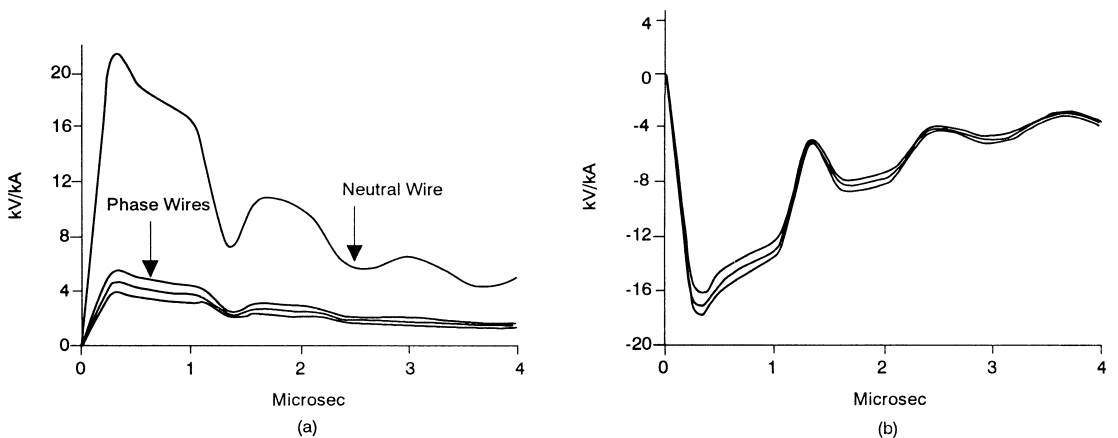 20
16
12
8
4
0
kV/kA
Phase Wires
Neutral Wire
0 1 2 3 4
Microsec
(a)
4
0
-4
-8
-12
-16
-20
kV/kA
0 1 2 3 4
Microsec
(b)